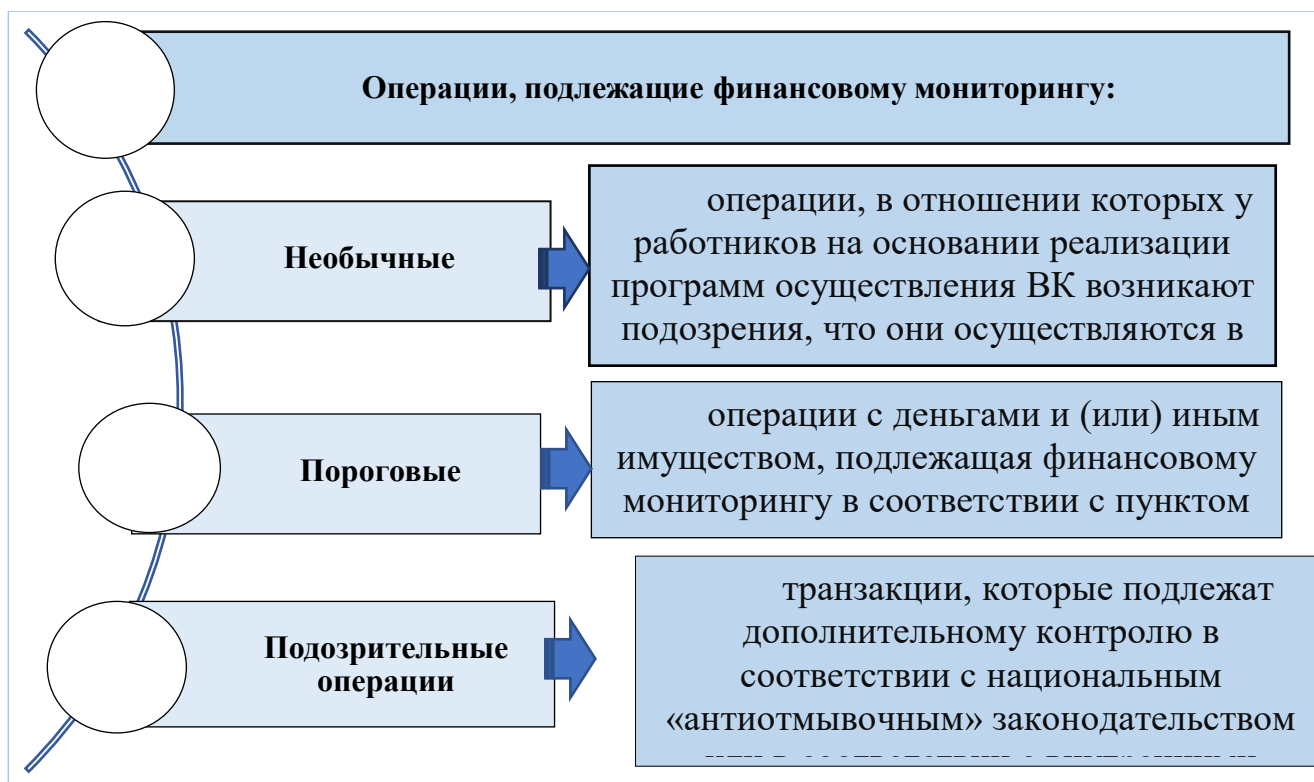 Операции, подлежащие финансовому мониторингу:
Необычные
операции, в отношении которых у
работников на основании реализации
программ осуществления ВК возникают
подозрения, что они осуществляются в
Пороговые
операции с деньгами и (или) иным
имуществом, подлежащая финансовому
мониторингу в соответствии с пунктом
Подозрительные
операции
транзакции, которые подлежат
дополнительному контролю в
соответствии с национальным
«антиотмывочным» законодательством